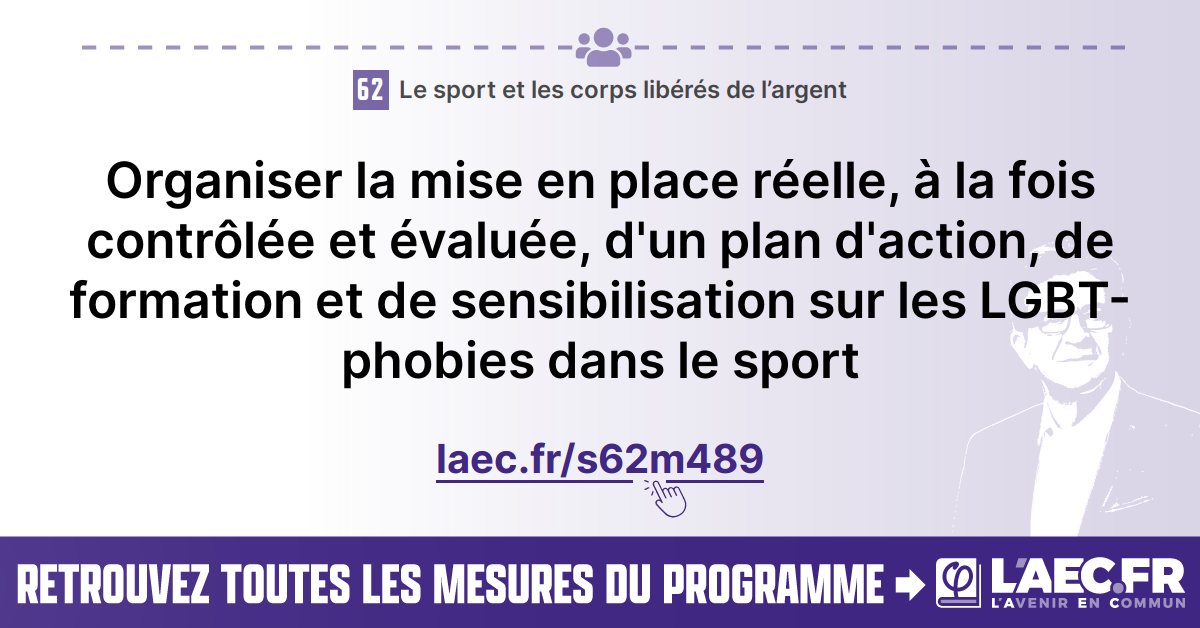 62 Le sport et les corps libérés de l’argent
Organiser la mise en place réelle, à la fois
contrôlée et évaluée, d'un plan d'action, de
formation et de sensibilisation sur les LGBT-
phobies dans le sport
laec.fr/s62m489
RETROUVEZ TOUTES LES MESURES DU PROGRAMME
φ L'AEC.FR
L'AVENIR EN COMMUN